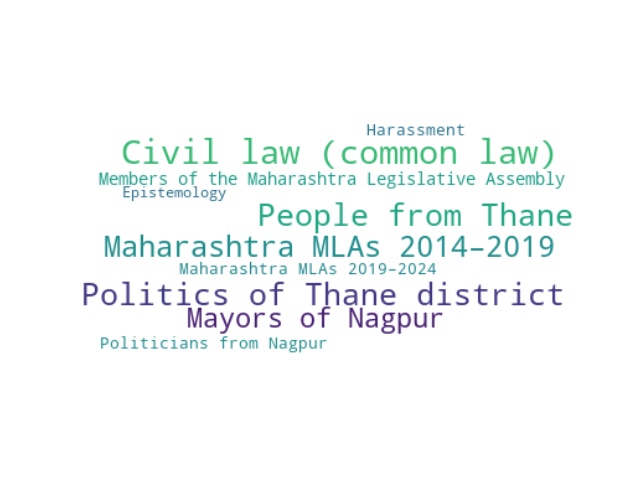 Harassment
Civil law (common law)
Members of the Maharashtra Legislative Assembly
Epistemology
People from Thane
Maharashtra MLAs 2014–2019
Maharashtra MLAs 2019–2024
Politics of Thane district
Mayors of Nagpur
Politicians from Nagpur